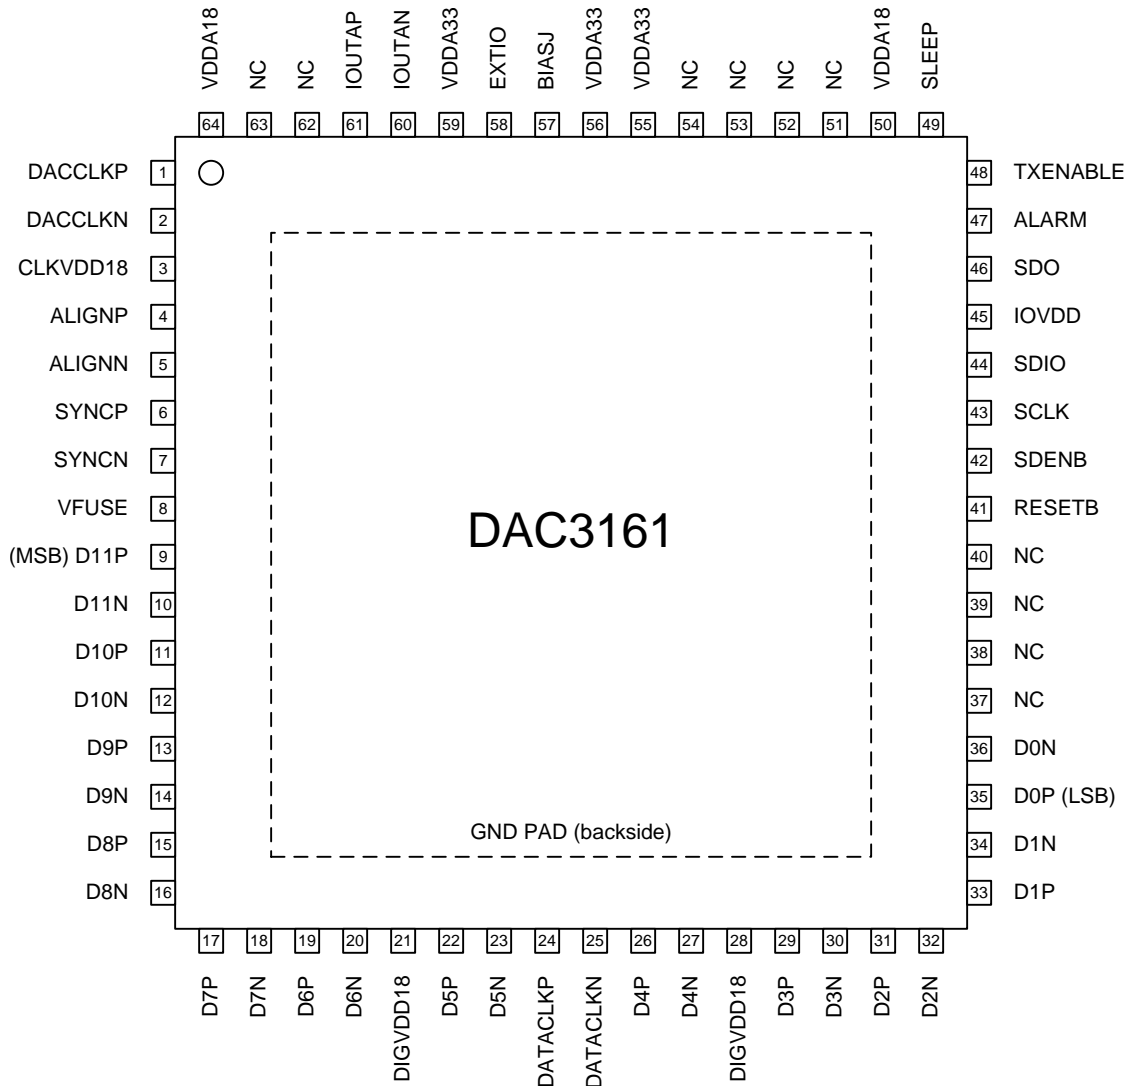 VDDA18 NC NC IOUTAP IOUTAN VDDA33 EXTIO BIASJ VDDA33 VDDA33 NC NC NC NC VDDA18 SLEEP
64 63 62 61 60 59 58 57 56 55 54 53 52 51 50 49
DACCLKP 1 48 TXENABLE
DACCLKN 2 47 ALARM
CLKVDD18 3 46 SDO
ALIGNP 4 45 IOVDD
ALIGNN 5 44 SDIO
SYNCP 6 43 SCLK
SYNCN 7 42 SDENB
VFUSE 8 41 RESETB
DAC3161
(MSB) D11P 9 40 NC
D11N 10 39 NC
D10P 11 38 NC
D10N 12 37 NC
D9P 13 36 D0N
D9N 14 35 D0P (LSB)
GND PAD (backside)
D8P 15 34 D1N
D8N 16 33 D1P
17 18 19 20 21 22 23 24 25 26 27 28 29 30 31 32
D7P D7N D6P D6N DIGVDD18 D5P D5N DATACLKP DATACLKN D4P D4N DIGVDD18 D3P D3N D2P D2N